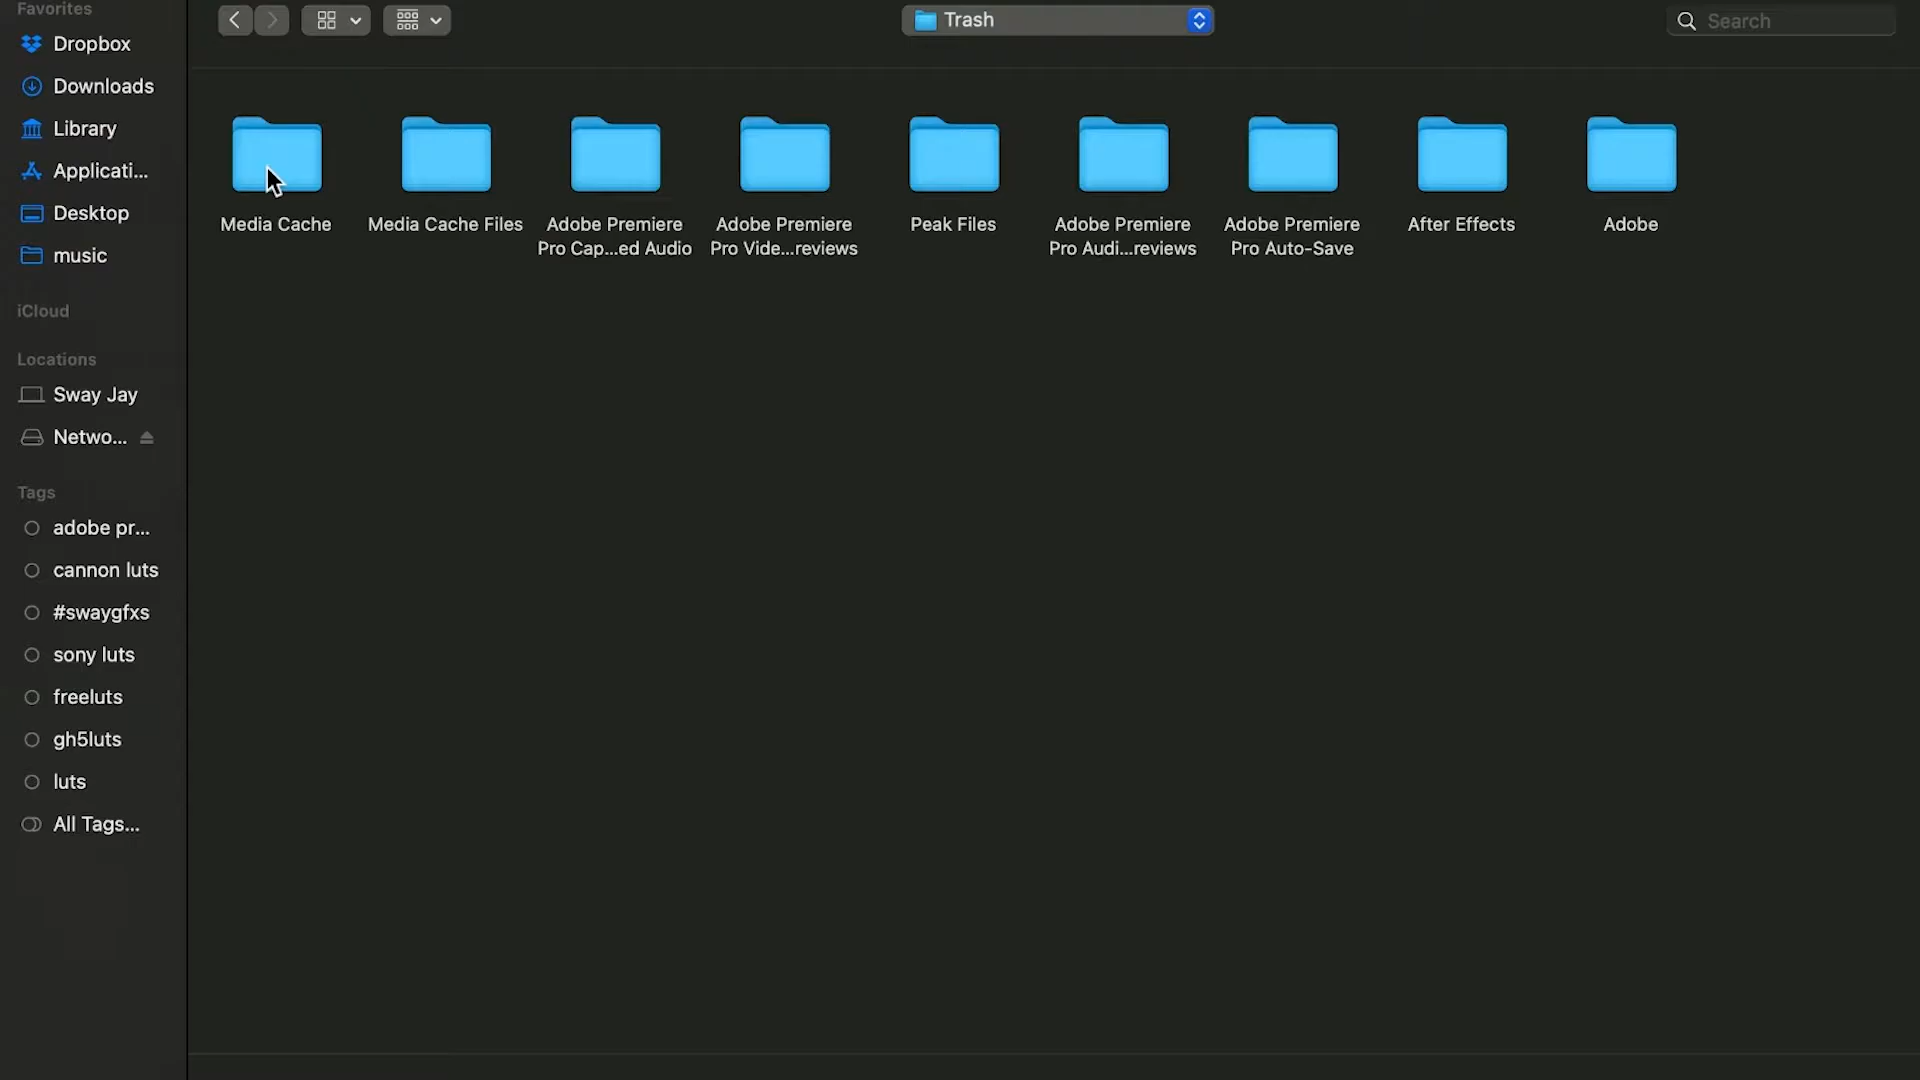 Favorites
Dropbox
Downloads
Library
Applicati...
Desktop
music
iCloud
Locations
Sway Jay
Netwo...
Tags
adobe pr...
cannon luts
#swaygfxs
sony luts
freeluts
gh5luts
luts
All Tags...
Trash
Search
Media Cache
Media Cache Files
Adobe Premiere
Pro Cap...ed Audio
Adobe Premiere
Pro Vide...reviews
Peak Files
Adobe Premiere
Pro Audi...reviews
Adobe Premiere
Pro Auto-Save
After Effects
Adobe